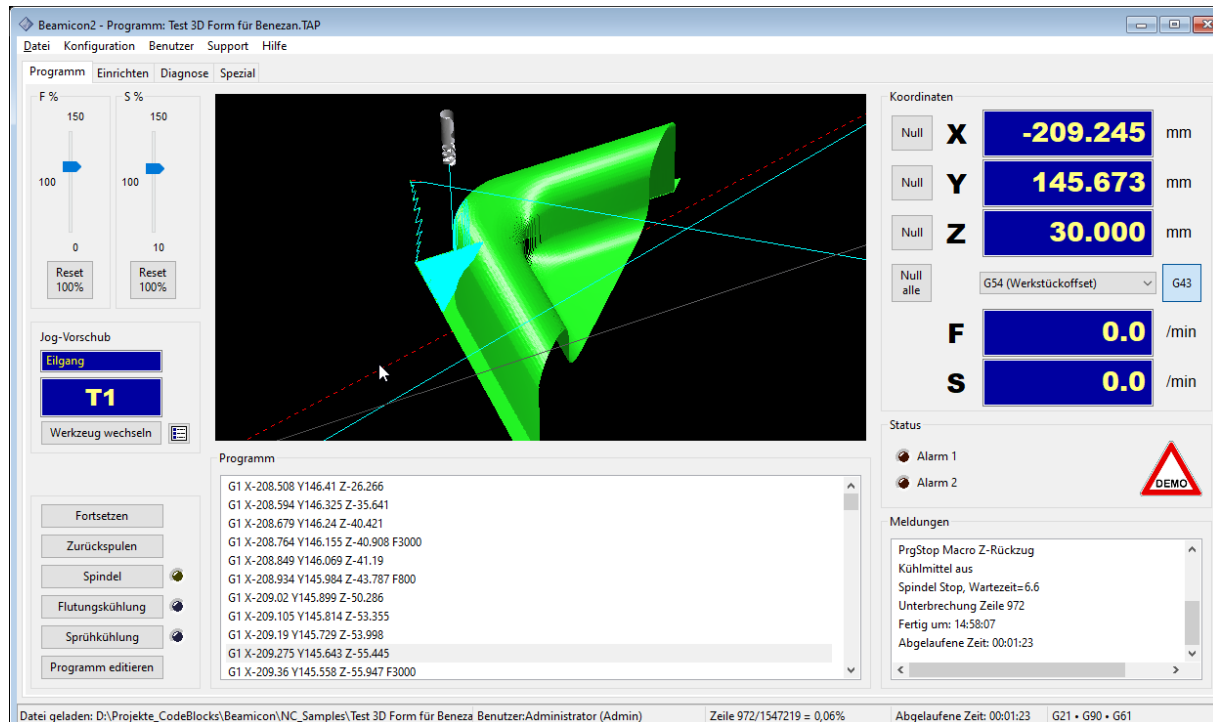 Beamicon2 - Programm: Test 3D Form für Benezan.TAP
Datei Konfiguration Benutzer Support Hilfe
Programm Einrichten Diagnose Spezial
F %
150
100
0
Reset 100%
S %
150
100
10
Reset 100%
Jog-Vorschub
Eilgang
T1
Werkzeug wechseln
Fortsetzen
Zurückspulen
Spindel
Flutungskühlung
Sprühkühlung
Programm editieren
Programm
G1 X-208.508 Y146.41 Z-26.266
G1 X-208.594 Y146.325 Z-35.641
G1 X-208.679 Y146.24 Z-40.421
G1 X-208.764 Y146.155 Z-40.908 F3000
G1 X-208.849 Y146.069 Z-41.19
G1 X-208.934 Y145.984 Z-43.787 F800
G1 X-209.02 Y145.899 Z-50.286
G1 X-209.105 Y145.814 Z-53.355
G1 X-209.19 Y145.729 Z-53.998
G1 X-209.275 Y145.643 Z-55.445
G1 X-209.36 Y145.558 Z-55.947 F3000
Koordinaten
Null X -209.245 mm
Null Y 145.673 mm
Null Z 30.000 mm
Null alle
G54 (Werkstückoffset)
G43
F 0.0 /min
S 0.0 /min
Status
Alarm 1
Alarm 2
DEMO
Meldungen
PrgStop Macro Z-Rückzug
Kühlmittel aus
Spindel Stop, Wartezeit=6.6
Unterbrechung Zeile 972
Fertig um: 14:58:07
Abgelaufene Zeit: 00:01:23
Datei geladen: D:\Projekte_CodeBlocks\Beamicon\NC_Samples\Test 3D Form für Beneza Benutzer:Administrator (Admin) Zeile 972/1547219 = 0,06% Abgelaufene Zeit: 00:01:23 G21 • G90 • G61